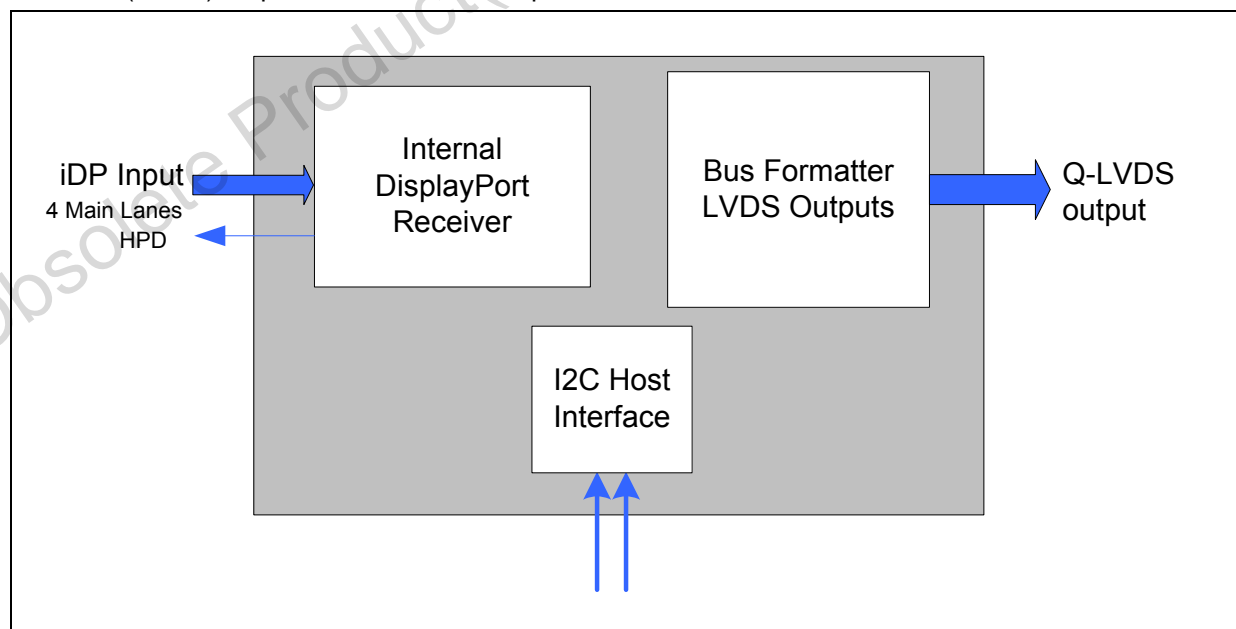 iDP Input
4 Main Lanes
HPD
Internal
DisplayPort
Receiver
Bus Formatter
LVDS Outputs
Q-LVDS
output
I2C Host
Interface